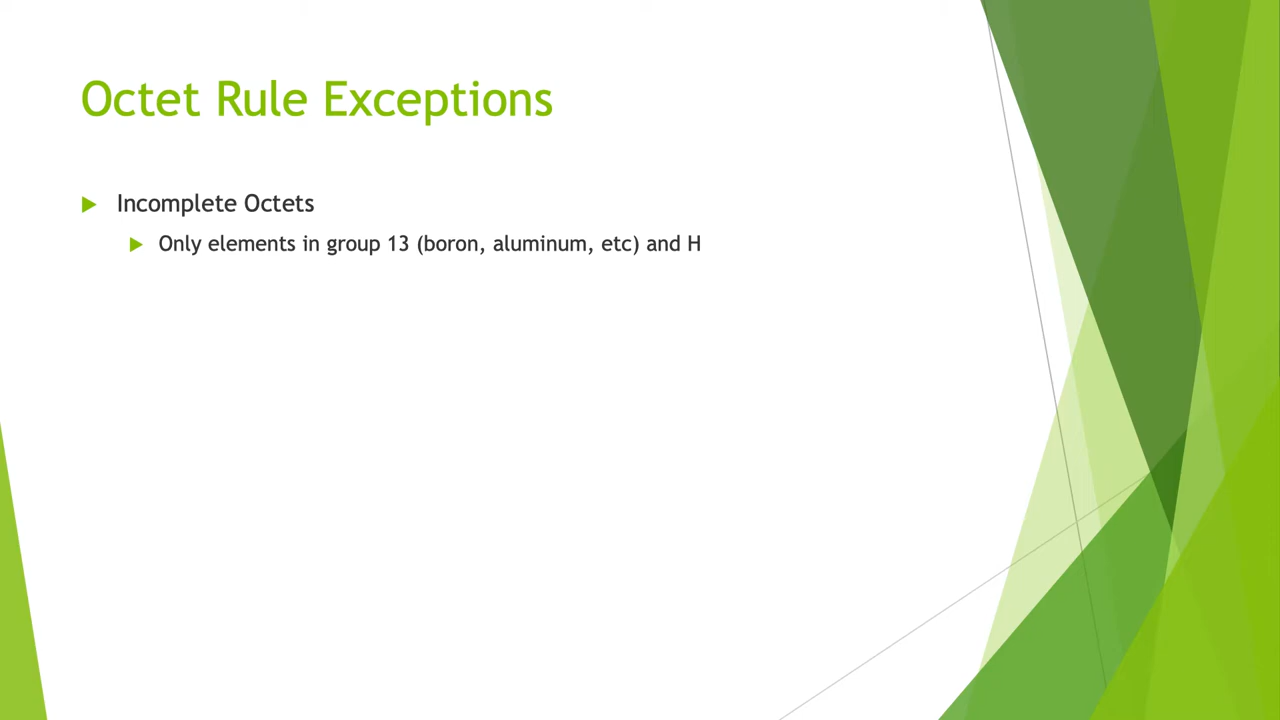 Octet Rule Exceptions
Incomplete Octets
Only elements in group 13 (boron, aluminum, etc) and H